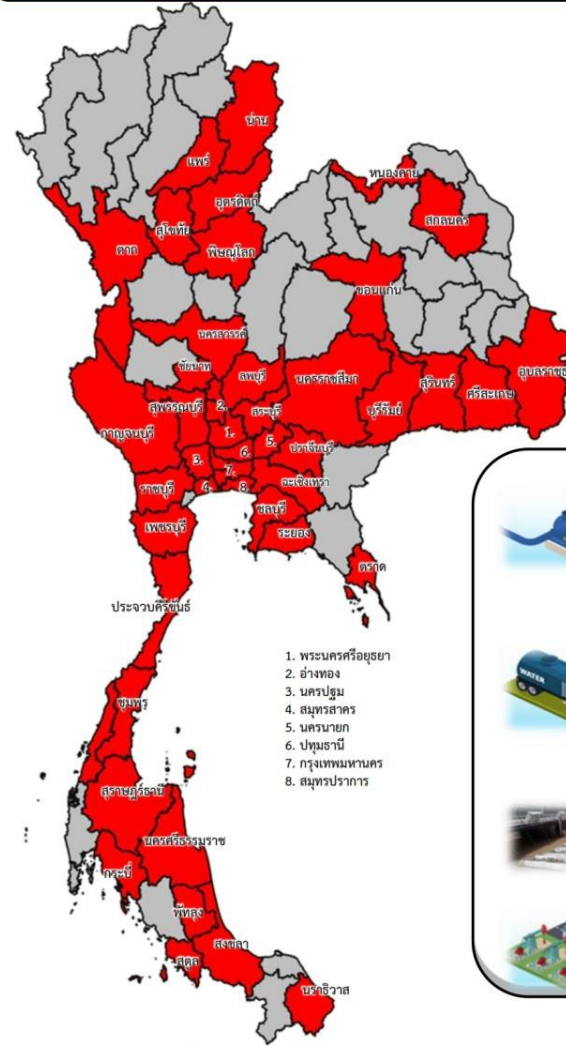 น่าน
แพร่
หนองคาย
อุตรดิตถ์
สกลนคร
สุโขทัย
ตาก
พิษณุโลก
ขอนแก่น
นครสวรรค์
ชัยนาท
ลพบุรี
นครราชสีมา
สุรินทร์
อุบลราชธ
ศรีสะเกษ
บุรีรัมย์
สุพรรณบุรี
2.
สระบุรี
กาญจนบุรี
1.
5.
ปราจีนบุรี
6.
3.
7.
ฉะเชิงเทรา
ราชบุรี
4.
8.
ชลบุรี
เพชรบุรี
ระยอง
ตราด
ประจวบคีรีขันธ์
WATER
1. พระนครศรีอยุธยา
2. อ่างทอง
3. นครปฐม
4. สมุทรสาคร
5. นครนายก
6. ปทุมธานี
7. กรุงเทพมหานคร
8. สมุทรปราการ
ชุมพร
สุราษฎร์ธานี
นครศรีธรรมราช
กระบี่
พัทลุง
สงขลา
สตูล
นราธิวาส